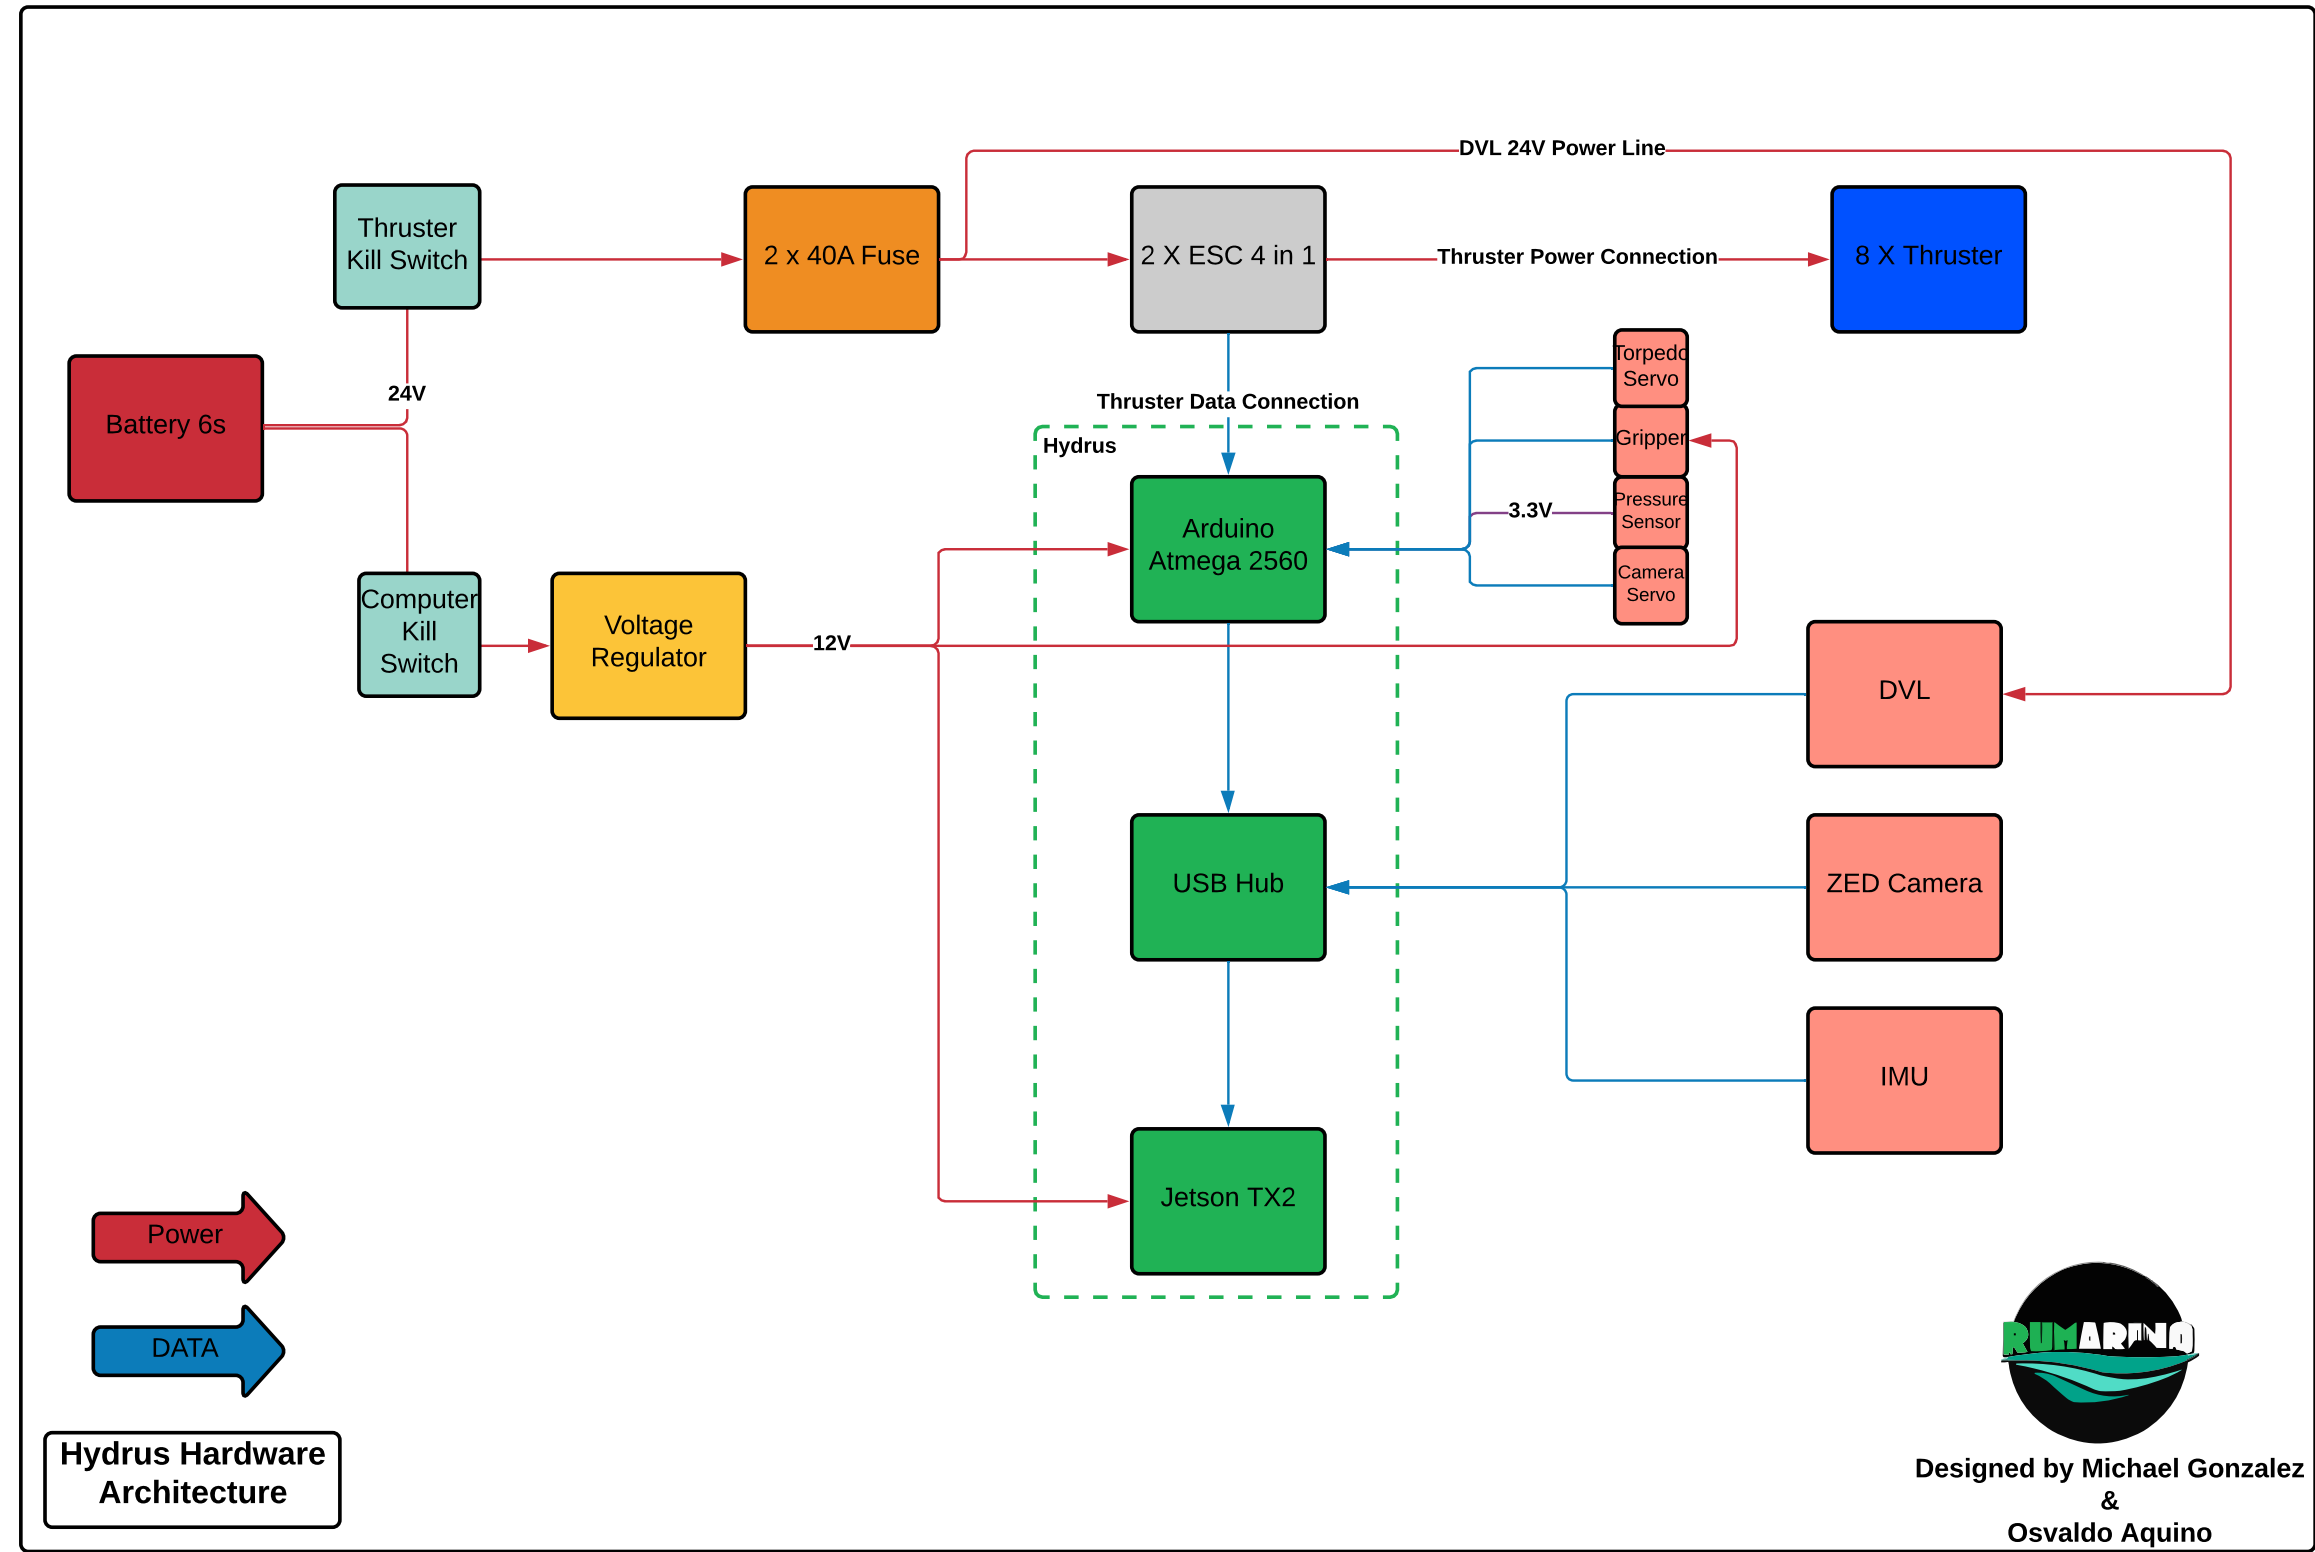 DVL 24V Power Line
Thruster
Kill Switch
2 x 40A Fuse
2 X ESC 4 in 1
Thruster Power Connection
8 X Thruster
Battery 6s
24V
Thruster Data Connection
Hydrus
Torpedo
Servo
Gripper
Pressure
Sensor
Camera
Servo
3.3V
Arduino
Atmega 2560
Computer
Kill
Switch
Voltage
Regulator
12V
DVL
USB Hub
ZED Camera
IMU
Jetson TX2
Power
DATA
Hydrus Hardware
Architecture
RUMARINO
Designed by Michael Gonzalez
&
Osvaldo Aquino